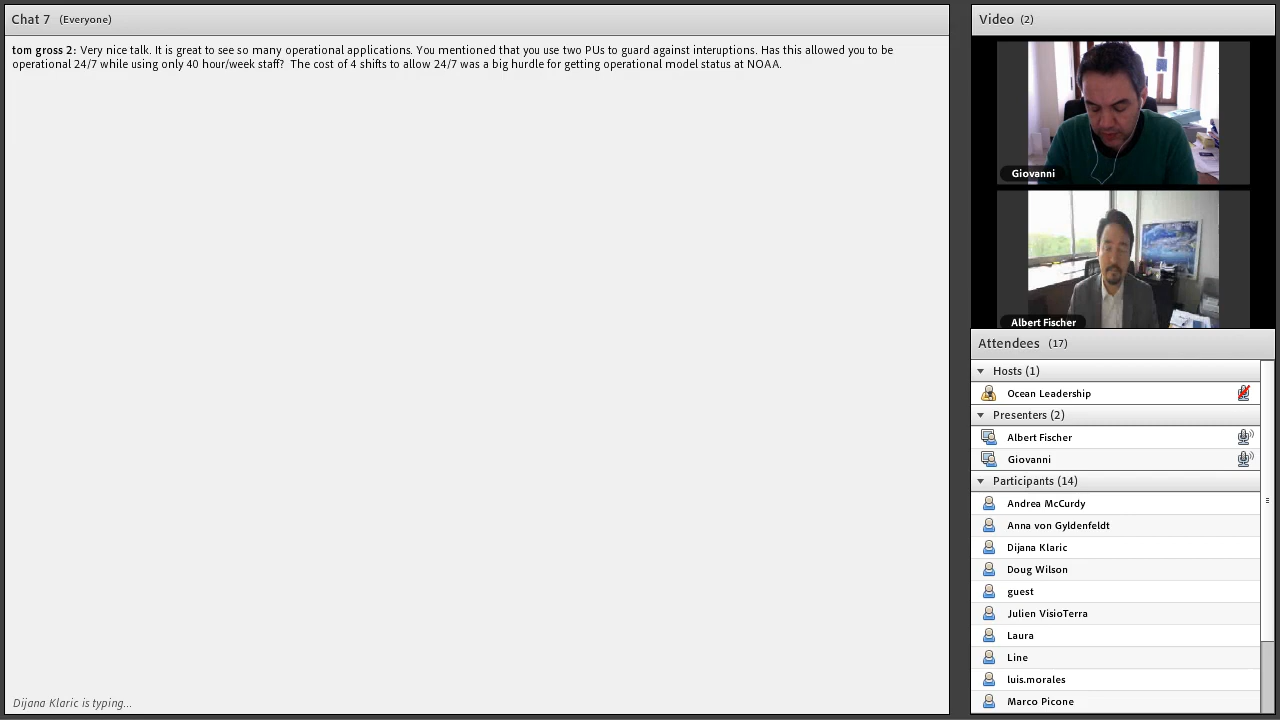 Chat 7 (Everyone)
tom gross 2: Very nice talk. It is great to see so many operational applications. You mentioned that you use two PUs to guard against interuptions. Has this allowed you to be
operational 24/7 while using only 40 hour/week staff?  The cost of 4 shifts to allow 24/7 was a big hurdle for getting operational model status at NOAA.
Dijana Klaric is typing...
Video (2)
Giovanni
Albert Fischer
Attendees (17)
Hosts (1)
Ocean Leadership
Presenters (2)
Albert Fischer
Giovanni
Participants (14)
Andrea McCurdy
Anna von Gyldenfeldt
Dijana Klaric
Doug Wilson
guest
Julien VisioTerra
Laura
Line
luis.morales
Marco Picone